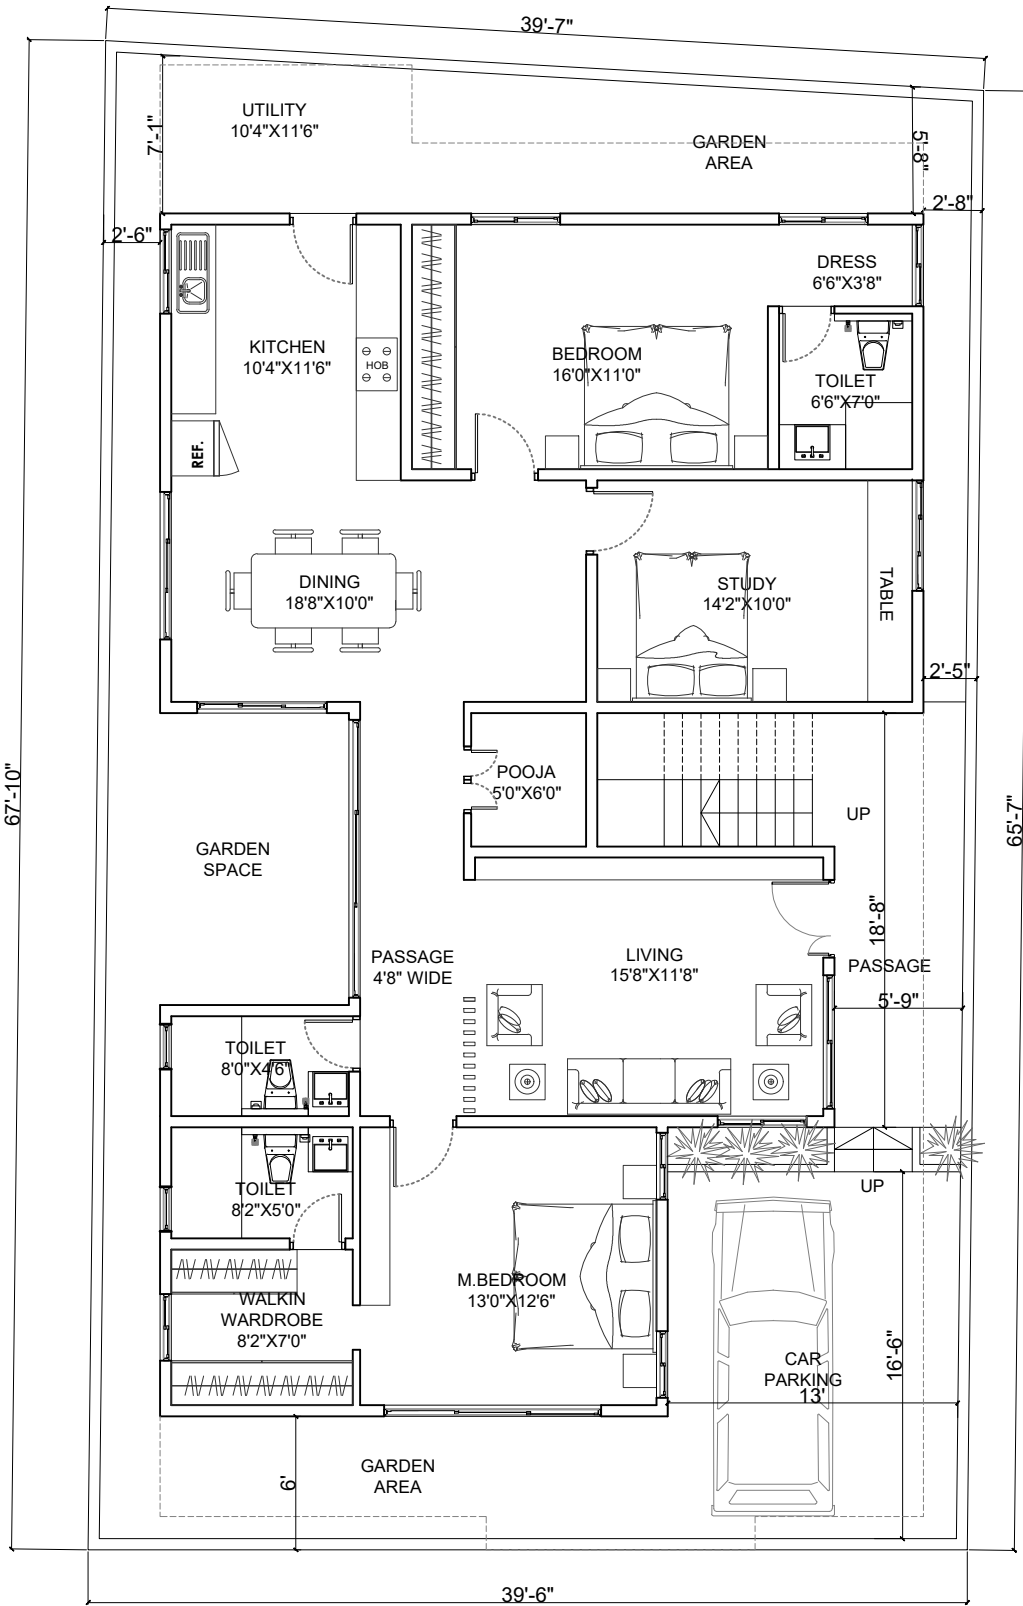 39'-7"
UTILITY
10'4"X11'6"
7'-1"
GARDEN
AREA
5'-8"
2'-8"
2'-6"
DRESS
6'6"X3'8"
KITCHEN
10'4"X11'6"
HOB
BEDROOM
16'0"X11'0"
TOILET
6'6"X7'0"
REF.
DINING
18'8"X10'0"
STUDY
14'2"X10'0"
TABLE
2'-5"
67'-10"
65'-7"
POOJA
5'0"X6'0"
UP
GARDEN
SPACE
18'-8"
PASSAGE
4'8" WIDE
LIVING
15'8"X11'8"
PASSAGE
5'-9"
TOILET
8'0"X4'6"
TOILET
8'2"X5'0"
UP
M.BEDROOM
13'0"X12'6"
WALKIN
WARDROBE
8'2"X7'0"
CAR
PARKING
13'
16'-6"
GARDEN
AREA
6'
39'-6"